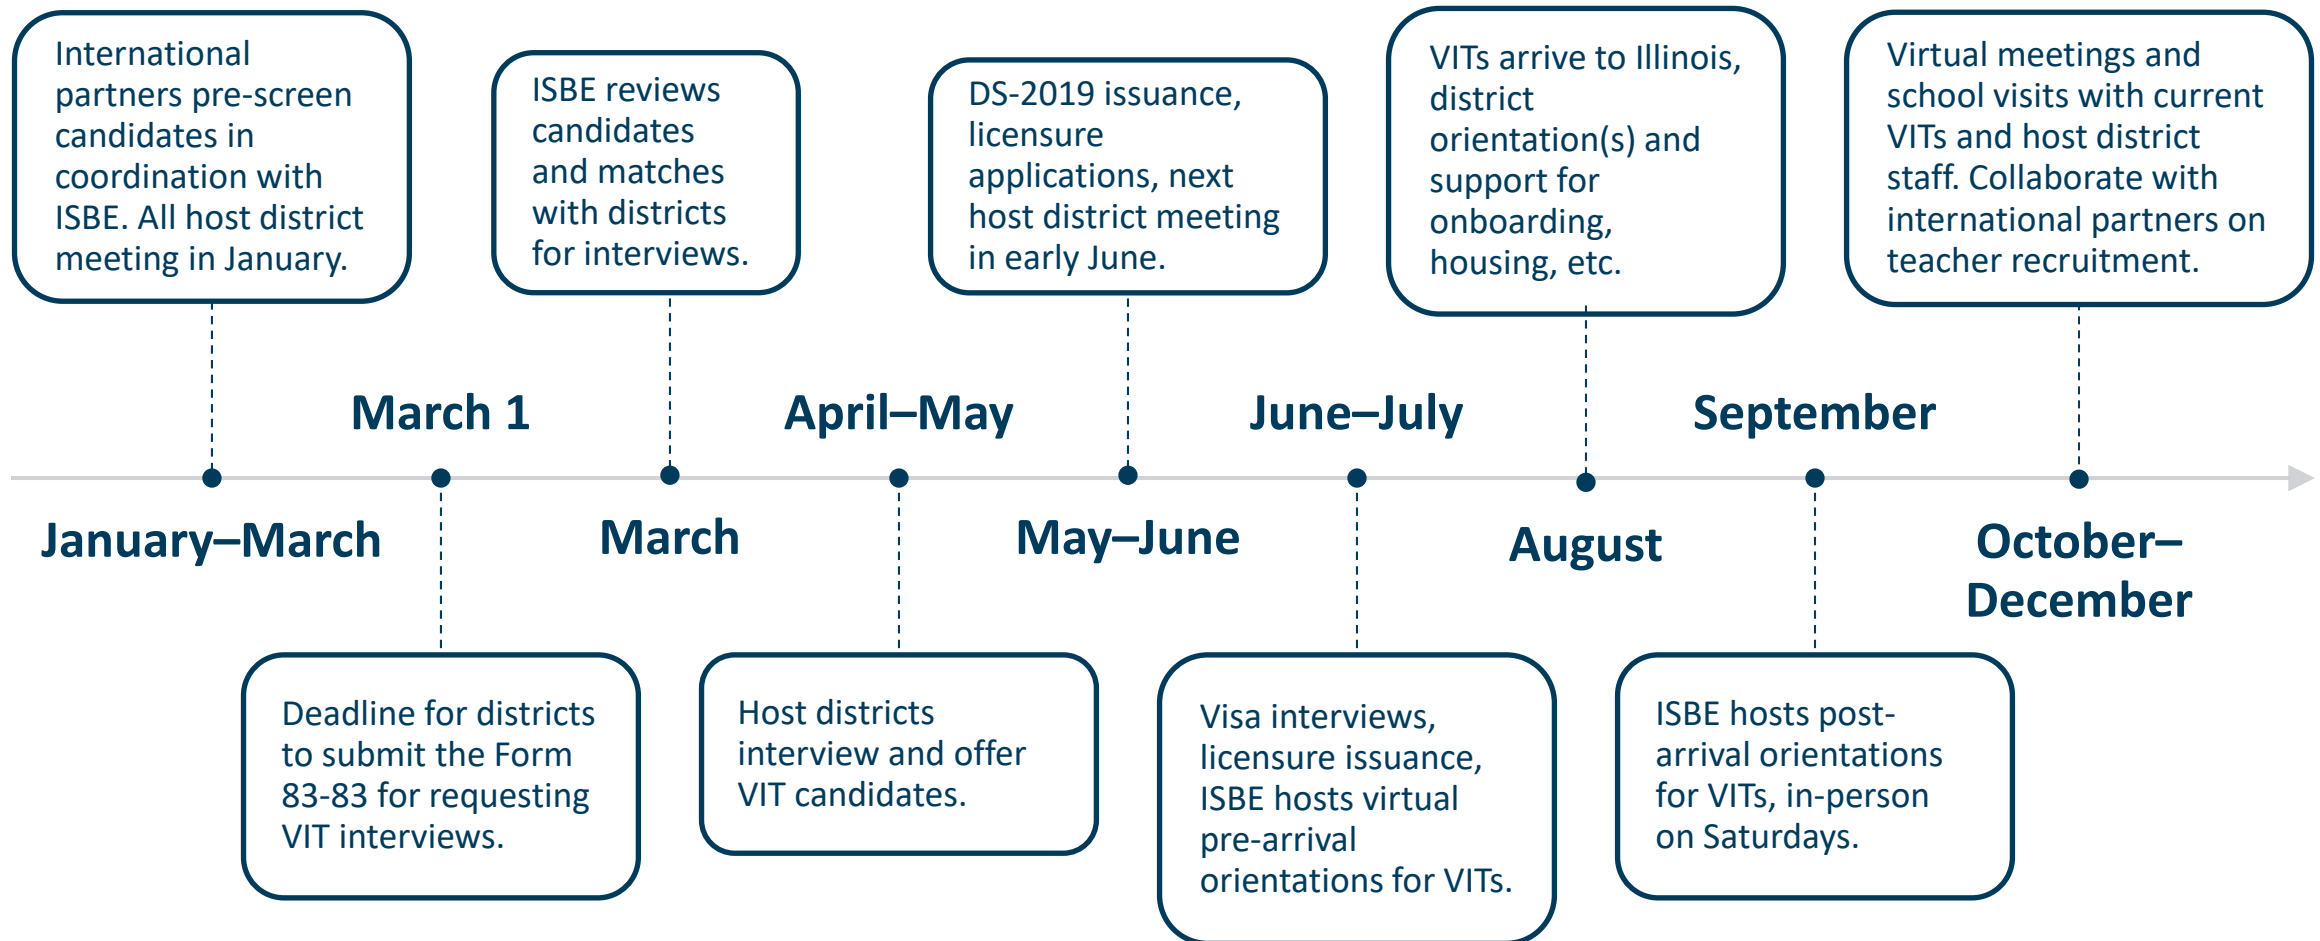 International
partners pre-screen
candidates in
coordination with
ISBE. All host district
meeting in January.
ISBE reviews
candidates
and matches
with districts
for interviews.
DS-2019 issuance,
licensure
applications, next
host district meeting
in early June.
VITs arrive to Illinois,
district
orientation(s) and
support for
onboarding,
housing, etc.
Virtual meetings and
school visits with current
VITs and host district
staff. Collaborate with
international partners on
teacher recruitment.
March 1
April–May
June–July
September
January–March
March
May–June
August
October–
December
Deadline for districts
to submit the Form
83-83 for requesting
VIT interviews.
Host districts
interview and offer
VIT candidates.
Visa interviews,
licensure issuance,
ISBE hosts virtual
pre-arrival
orientations for VITs.
ISBE hosts post-
arrival orientations
for VITs, in-person
on Saturdays.